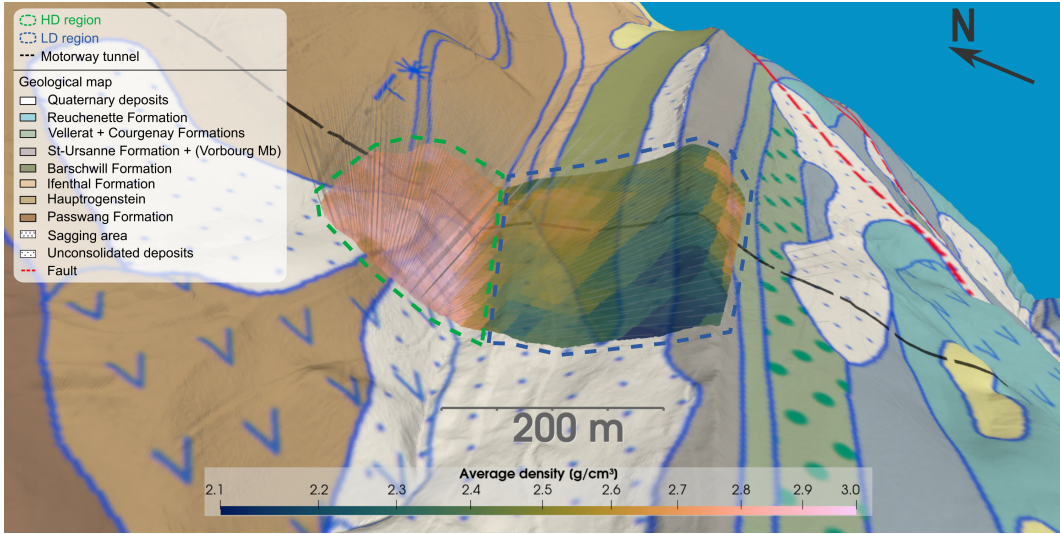 HD region
LD region
Motorway tunnel
Geological map
Quaternary deposits
Reuchenette Formation
Vellerat + Courgenay Formations
St-Ursanne Formation + (Vorbourg Mb)
Barschwill Formation
Ifenthal Formation
Hauptrogenstein
Passwang Formation
Sagging area
Unconsolidated deposits
Fault
N
200 m
Average density (g/cm³)
2.1 2.2 2.3 2.4 2.5 2.6 2.7 2.8 2.9 3.0